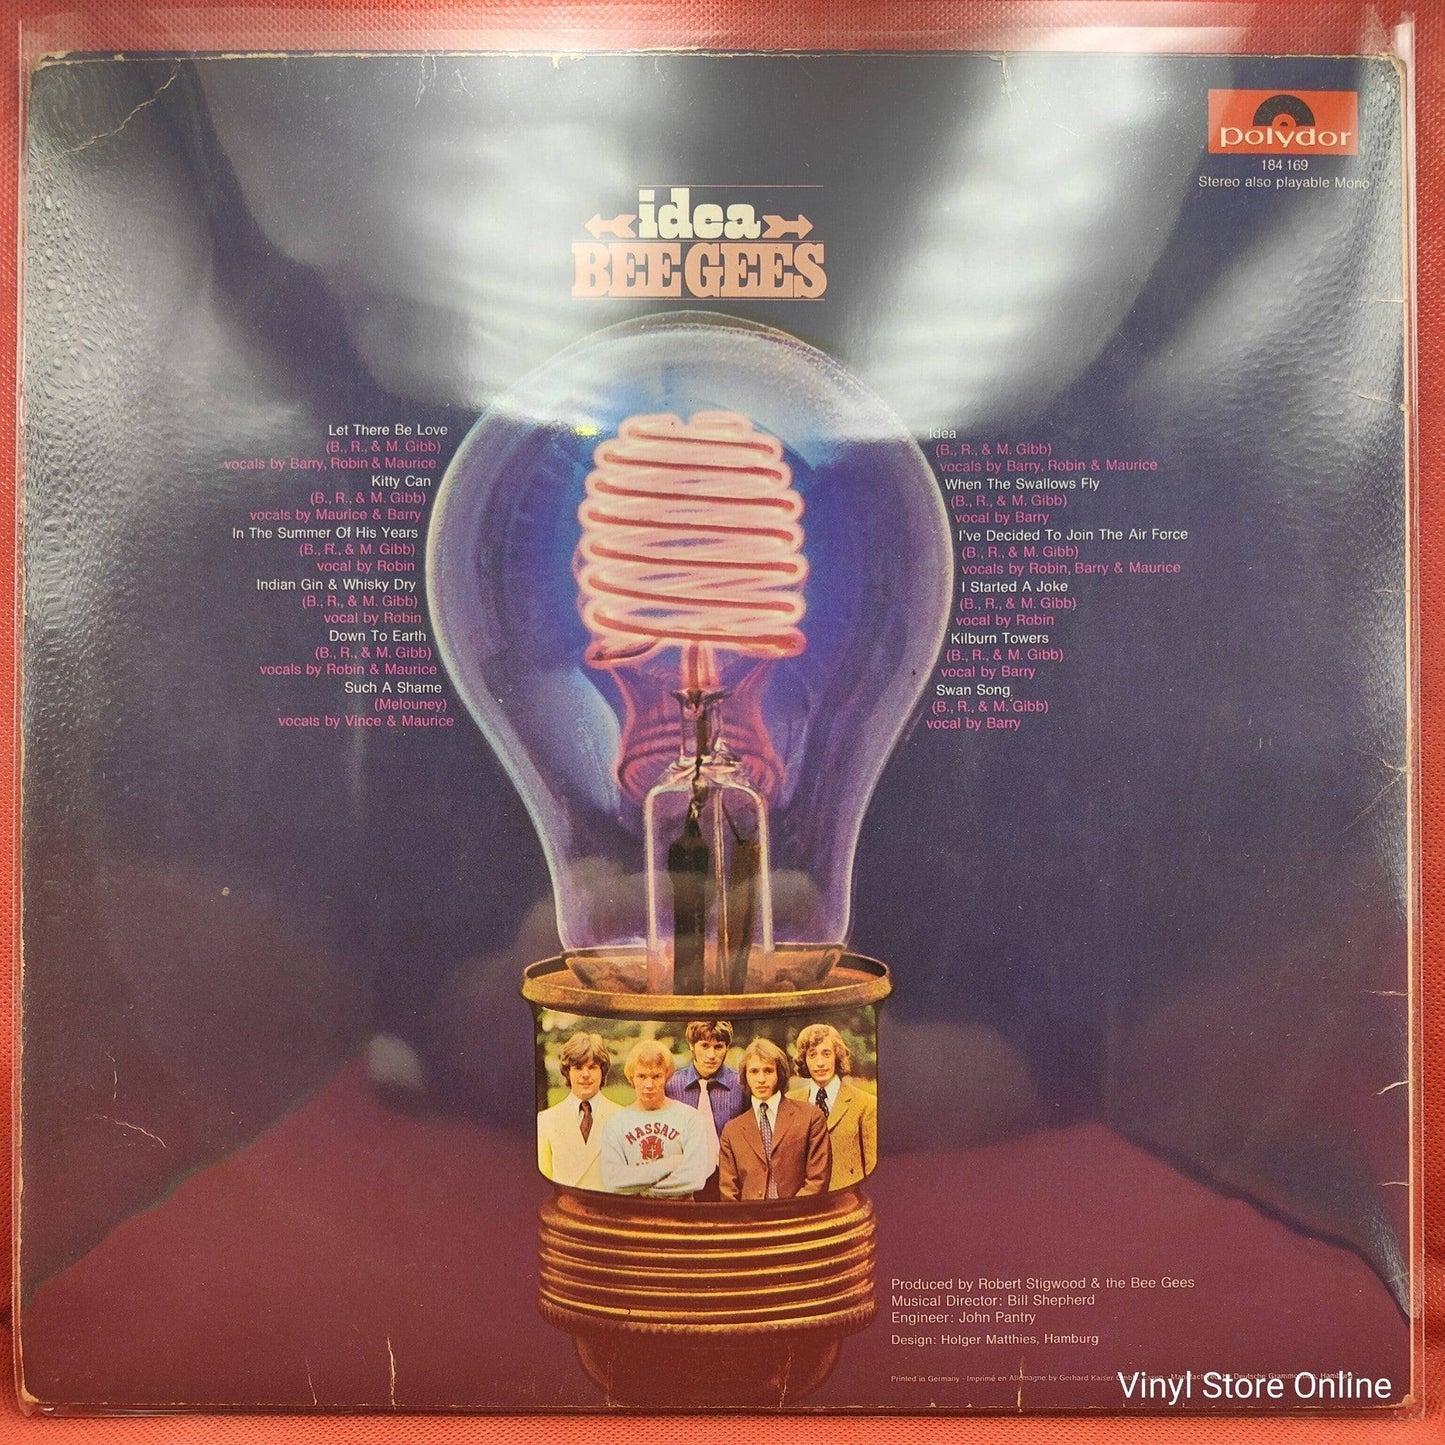 polydor
184 169
Stereo also playable Mono
idea
BEE GEES
Let There Be Love
(B., R., & M. Gibb)
vocals by Barry, Robin & Maurice
Kitty Can
(B., R., & M. Gibb)
vocals by Maurice & Barry
In The Summer Of His Years
(B., R., & M. Gibb)
vocal by Robin
Indian Gin & Whisky Dry
(B., R., & M. Gibb)
vocal by Robin
Down To Earth
(B., R., & M. Gibb)
vocals by Robin & Maurice
Such A Shame
(Melouney)
vocals by Vince & Maurice
Idea
(B., R., & M. Gibb)
vocals by Barry, Robin & Maurice
When The Swallows Fly
(B., R., & M. Gibb)
vocal by Barry
I've Decided To Join The Air Force
(B., R., & M. Gibb)
vocals by Robin, Barry & Maurice
I Started A Joke
(B., R., & M. Gibb)
vocal by Robin
Kilburn Towers
(B., R., & M. Gibb)
vocal by Barry
Swan Song
(B., R., & M. Gibb)
vocal by Barry
NASSAU
Produced by Robert Stigwood & the Bee Gees
Musical Director: Bill Shepherd
Engineer: John Pantry
Design: Holger Matthies, Hamburg
Printed in Germany · Imprimé en Allemagne by Gerhard Kaiser
Vinyl Store Online